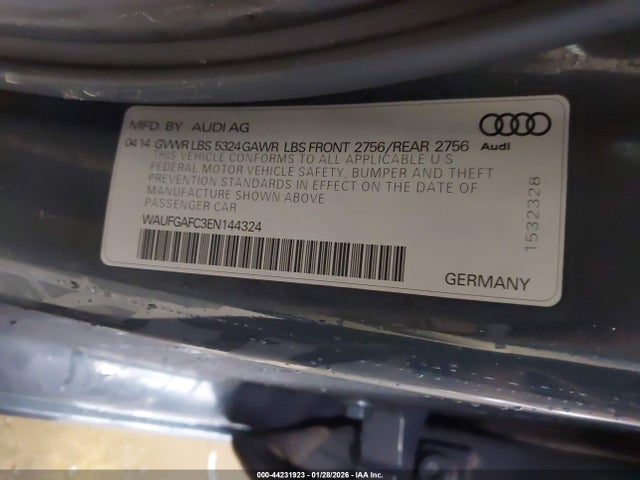 MFD. BY AUDI AG
04 14 GVWR LBS 5324 GAWR LBS FRONT 2756/REAR 2756
THIS VEHICLE CONFORMS TO ALL APPLICABLE U S
FEDERAL MOTOR VEHICLE SAFETY, BUMPER AND THEFT
PREVENTION STANDARDS IN EFFECT ON THE DATE OF
MANUFACTURE SHOWN ABOVE
PASSENGER CAR
WAUFGAFC3EN144324
Audi
1532328
GERMANY
000-44231923 | 01/28/2026 | IAA Inc.